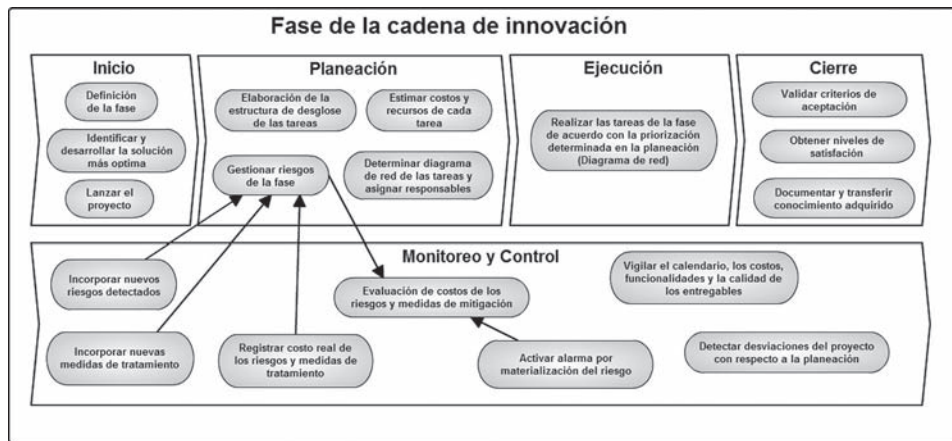 Fase de la cadena de innovación
Inicio
Definición
de la fase
Identificar y
desarrollar la solución
más optima
Lanzar el
proyecto
Planeación
Elaboración de la
estructura de desglose
de las tareas
Estimar costos y
recursos de cada
tarea
Gestionar riesgos
de la fase
Determinar diagrama
de red de las tareas y
asignar responsables
Ejecución
Realizar las tareas de la fase
de acuerdo con la priorización
determinada en la planeación
(Diagrama de red)
Cierre
Validar criterios de
aceptación
Obtener niveles de
satisfacción
Documentar y transferir
conocimiento adquirido
Monitoreo y Control
Incorporar nuevos
riesgos detectados
Evaluación de costos de los
riesgos y medidas de mitigación
Vigilar el calendario, los costos,
funcionalidades y la calidad de
los entregables
Incorporar nuevas
medidas de tratamiento
Registrar costo real de
los riesgos y medidas de
tratamiento
Activar alarma por
materialización del riesgo
Detectar desviaciones del proyecto
con respecto a la planeación